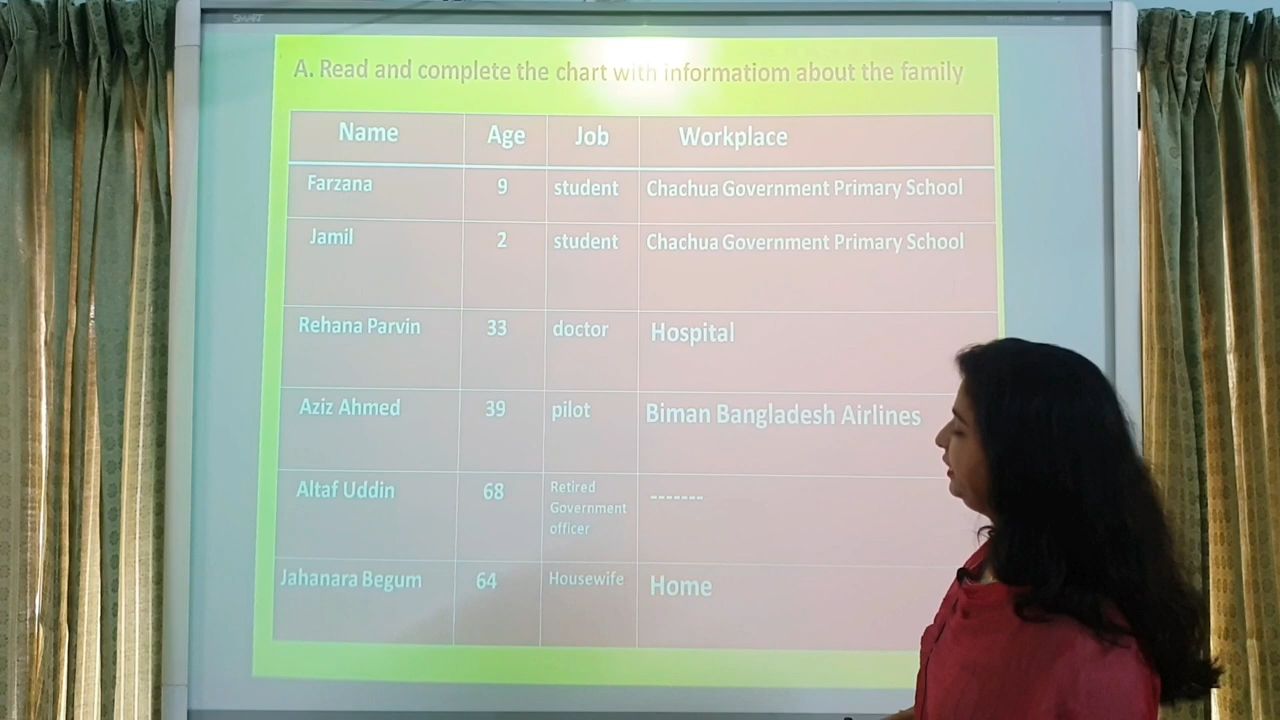 SMART
A. Read and complete the chart with informatiom about the family
Name Age Job Workplace
Farzana 9 student Chachua Government Primary School
Jamil 2 student Chachua Government Primary School
Rehana Parvin 33 doctor Hospital
Aziz Ahmed 39 pilot Biman Bangladesh Airlines
Altaf Uddin 68 Retired -------
Government
officer
Jahanara Begum 64 Housewife Home